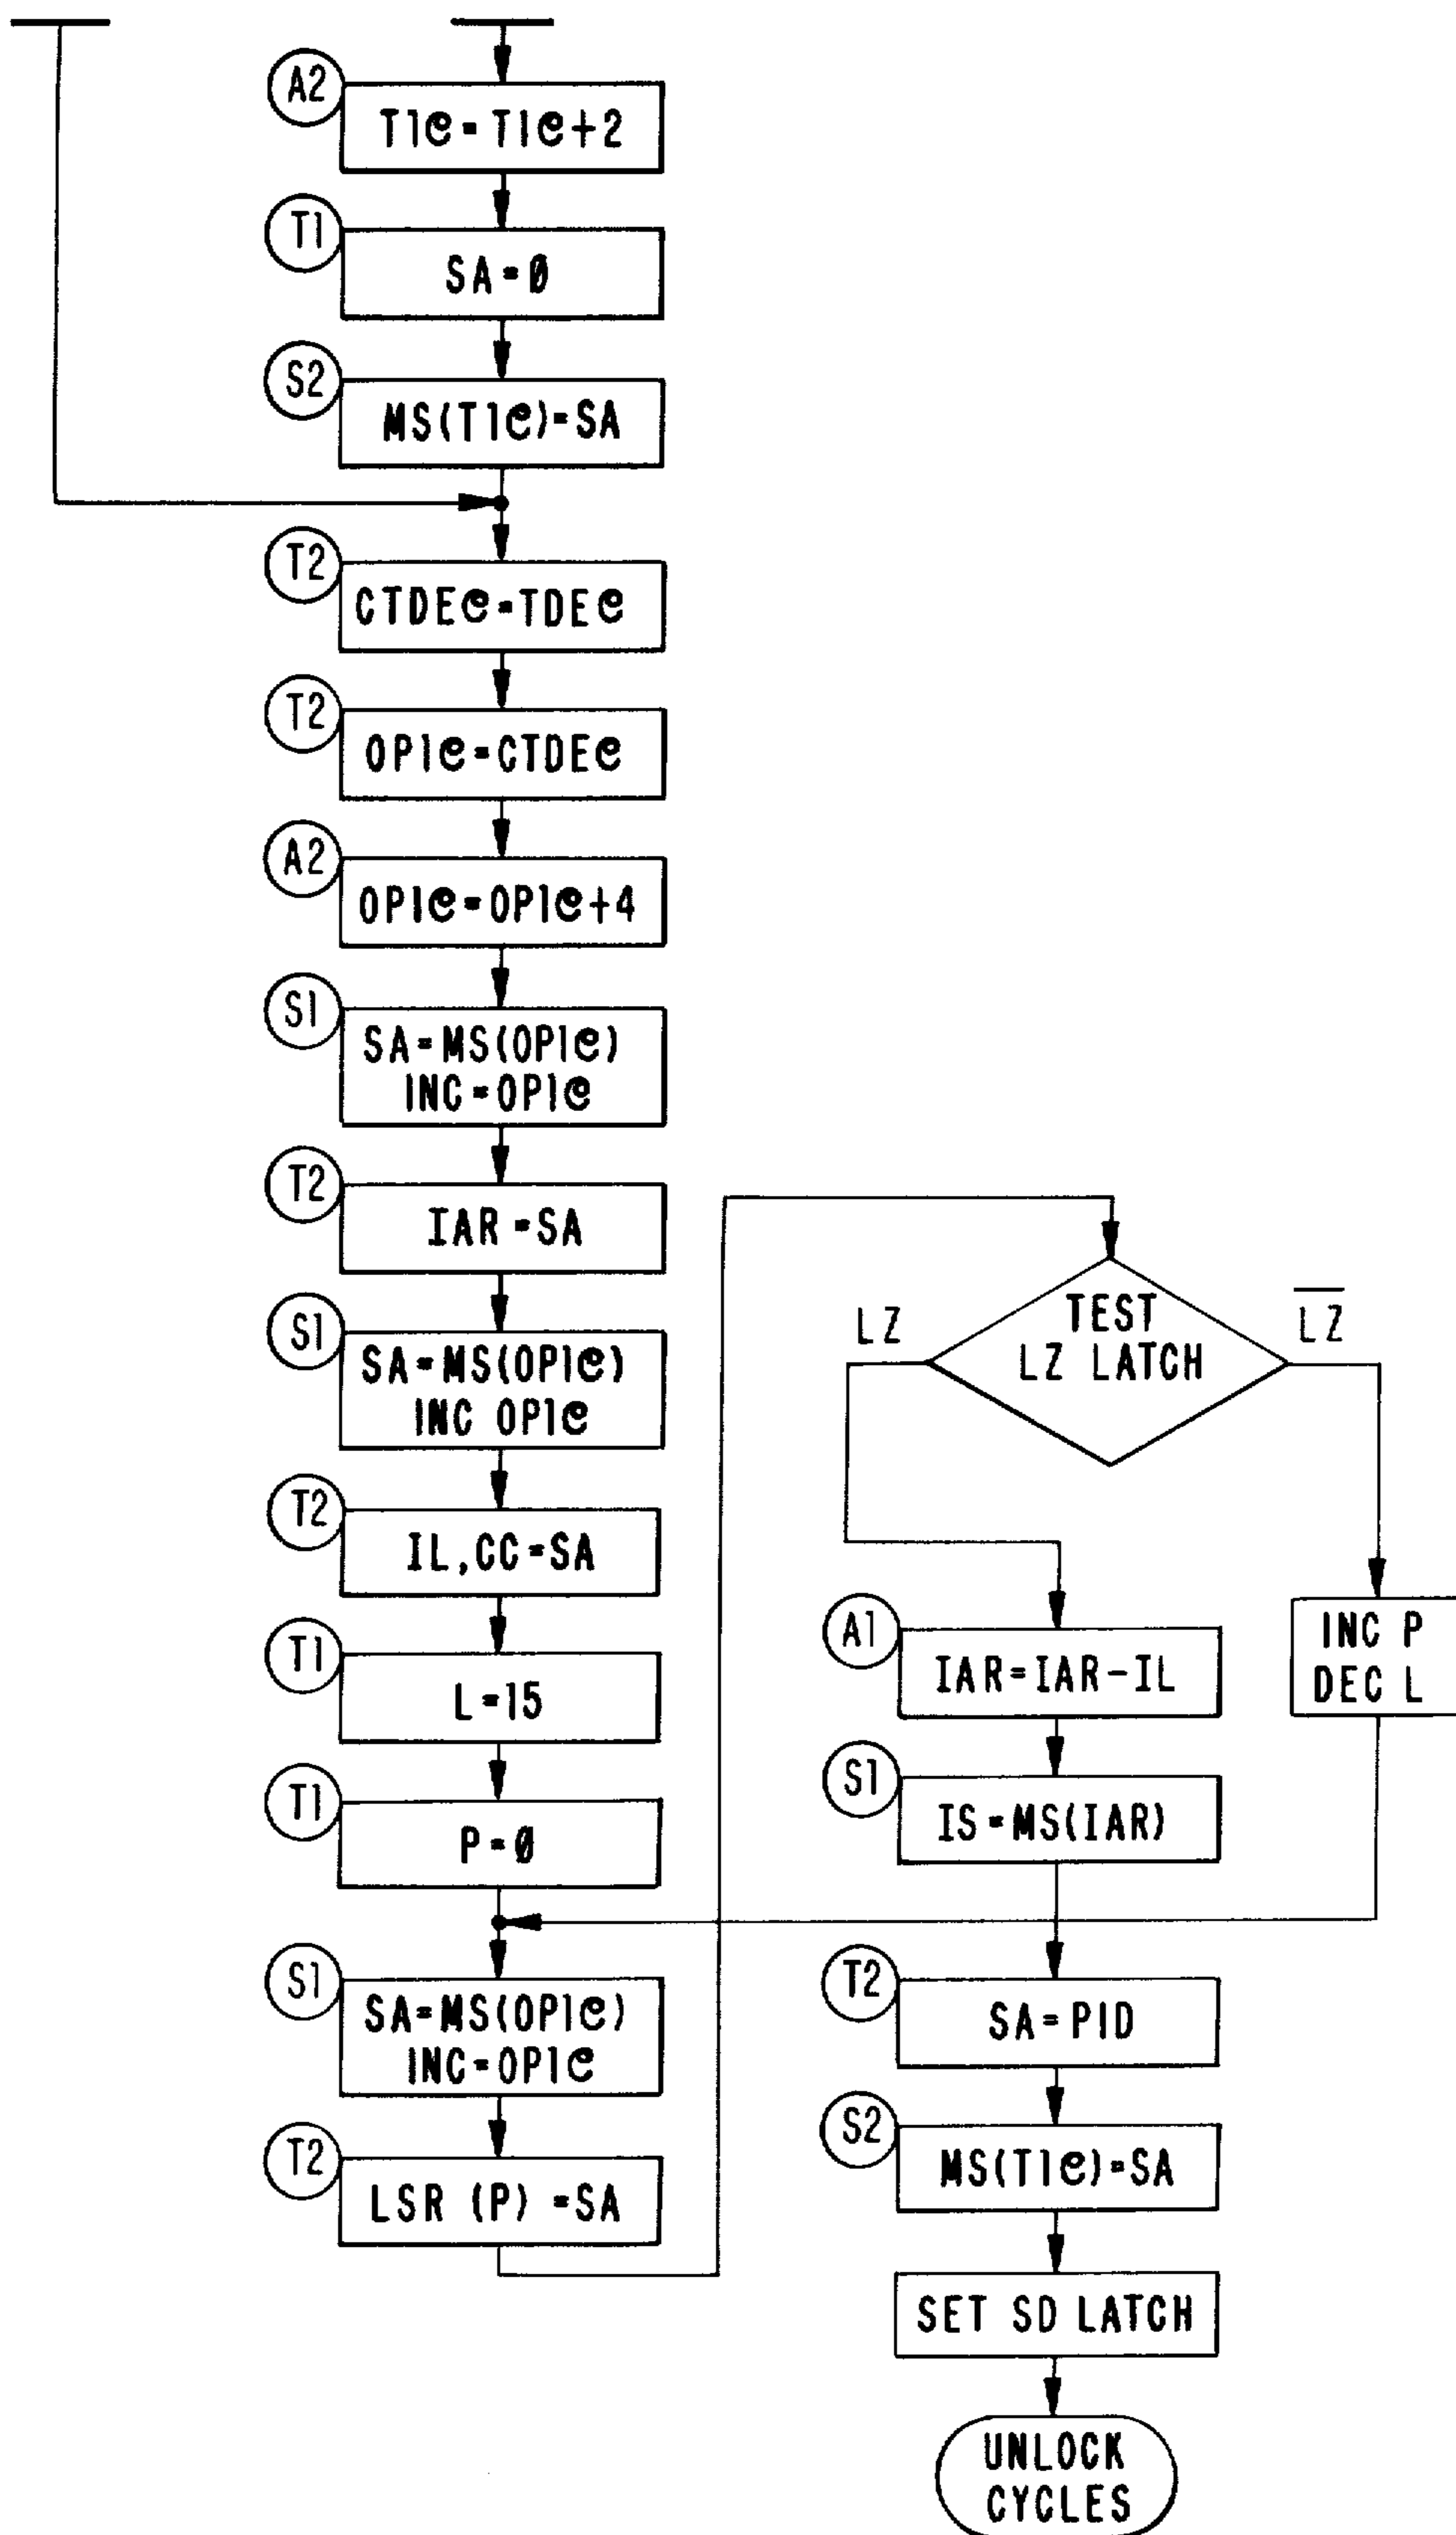 A2
T1@=T1@+2
T1
SA=Ø
S2
MS(T1@)=SA
T2
CTDE@=TDE@
T2
OP1@=CTDE@
A2
OP1@=OP1@+4
S1
SA=MS(OP1@)
INC=OP1@
T2
IAR=SA
S1
SA=MS(OP1@)
INC OP1@
T2
IL,CC=SA
T1
L=15
T1
P=Ø
S1
SA=MS(OP1@)
INC=OP1@
T2
LSR (P) =SA
TEST
LZ LATCH
LZ
L̅Z̅
INC P
DEC L
A1
IAR=IAR-IL
S1
IS=MS(IAR)
T2
SA=PID
S2
MS(T1@)=SA
SET SD LATCH
UNLOCK
CYCLES